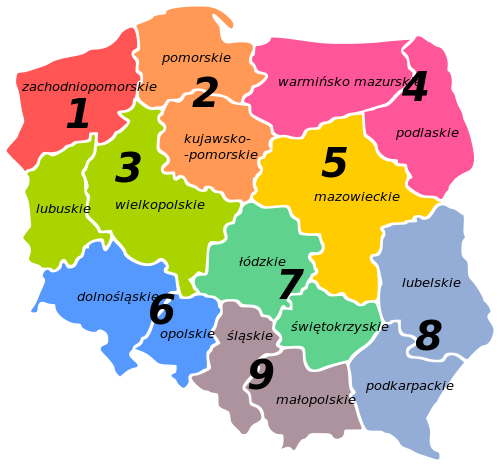 pomorskie
zachodniopomorskie
warmińsko mazurskie
1
2
4
kujawsko-
-pomorskie
podlaskie
3
5
lubuskie
wielkopolskie
mazowieckie
łódzkie
7
lubelskie
dolnośląskie
6
opolskie
śląskie
świętokrzyskie
8
9
małopolskie
podkarpackie